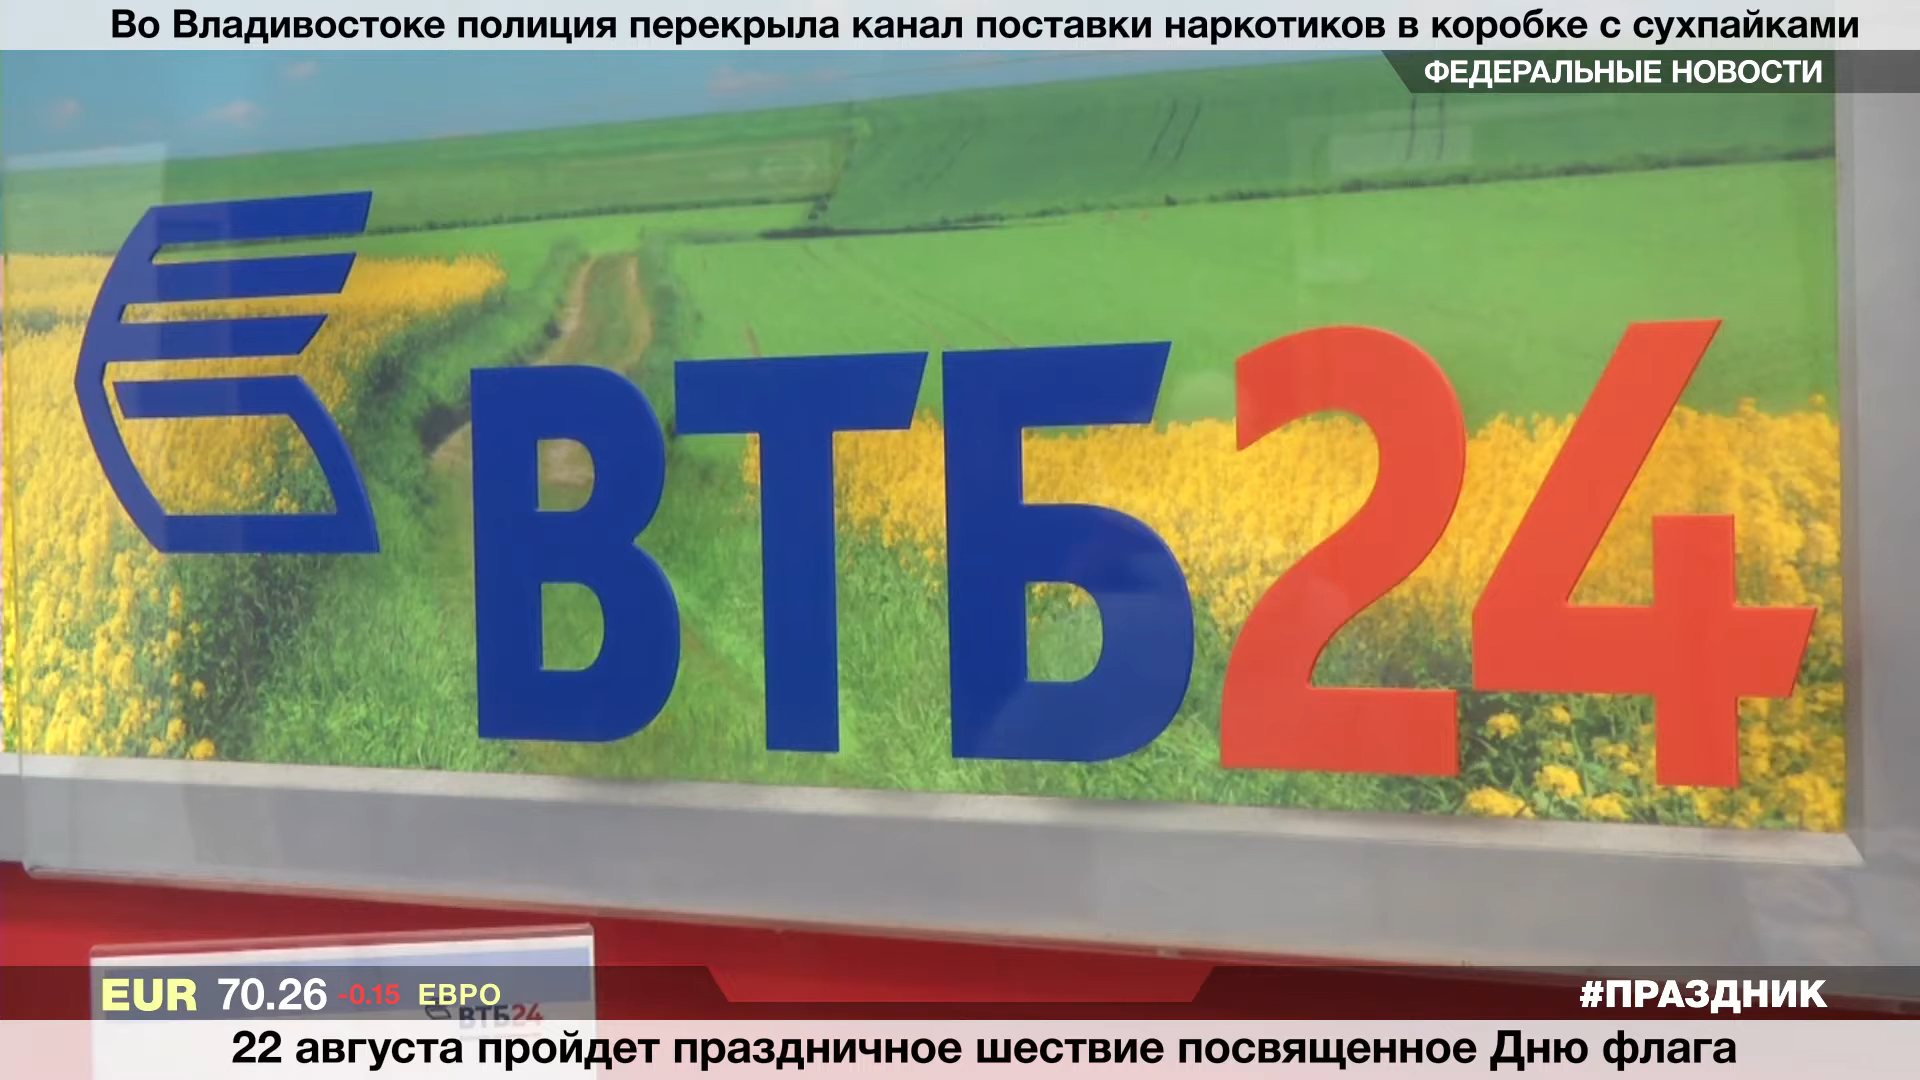 Во Владивостоке полиция перекрыла канал поставки наркотиков в коробке с сухпайками
ФЕДЕРАЛЬНЫЕ НОВОСТИ
ВТБ24
EUR 70.26 -0.15 ЕВРО
#ПРАЗДНИК
ВТБ24
22 августа пройдет праздничное шествие посвященное Дню флага